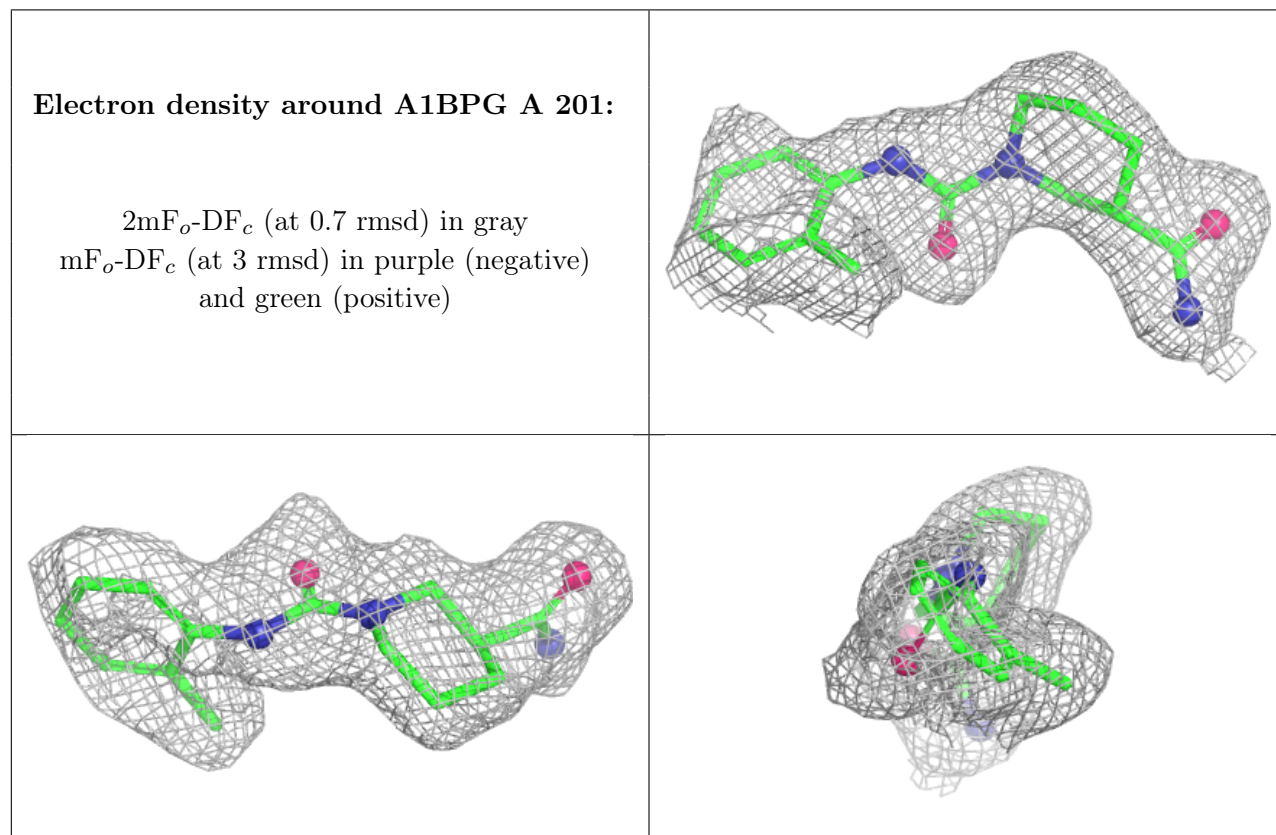 Electron density around A1BPG A 201:
2mFₒ-DF𝒸 (at 0.7 rmsd) in gray
mFₒ-DF𝒸 (at 3 rmsd) in purple (negative)
and green (positive)